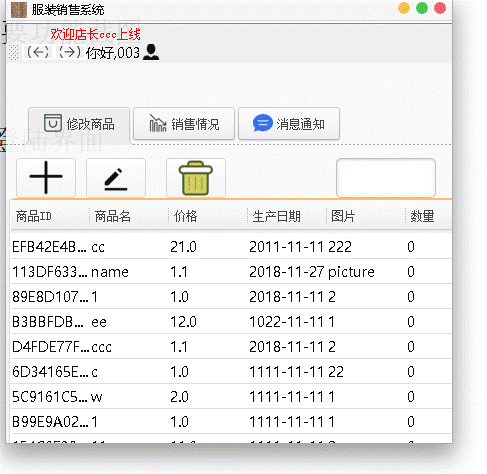 服装销售系统
欢迎店长ccc上线
你好,003
修改商品 销售情况 消息通知
商品ID 商品名 价格 生产日期 图片 数量
EFB42E4B... cc 21.0 2011-11-11 222 0
113DF633... name 1.1 2018-11-27 picture 0
89E8D107... 1 1.0 2018-11-11 2 0
B3BBFDB... ee 12.0 1022-11-11 1 0
D4FDE77F... ccc 1.1 2018-11-11 2 0
6D34165E... c 1.0 1111-11-11 22 0
5C9161C5... w 2.0 1111-11-11 1 0
B99E9A02... 1 1.0 1111-11-11 1 0
登陆界面